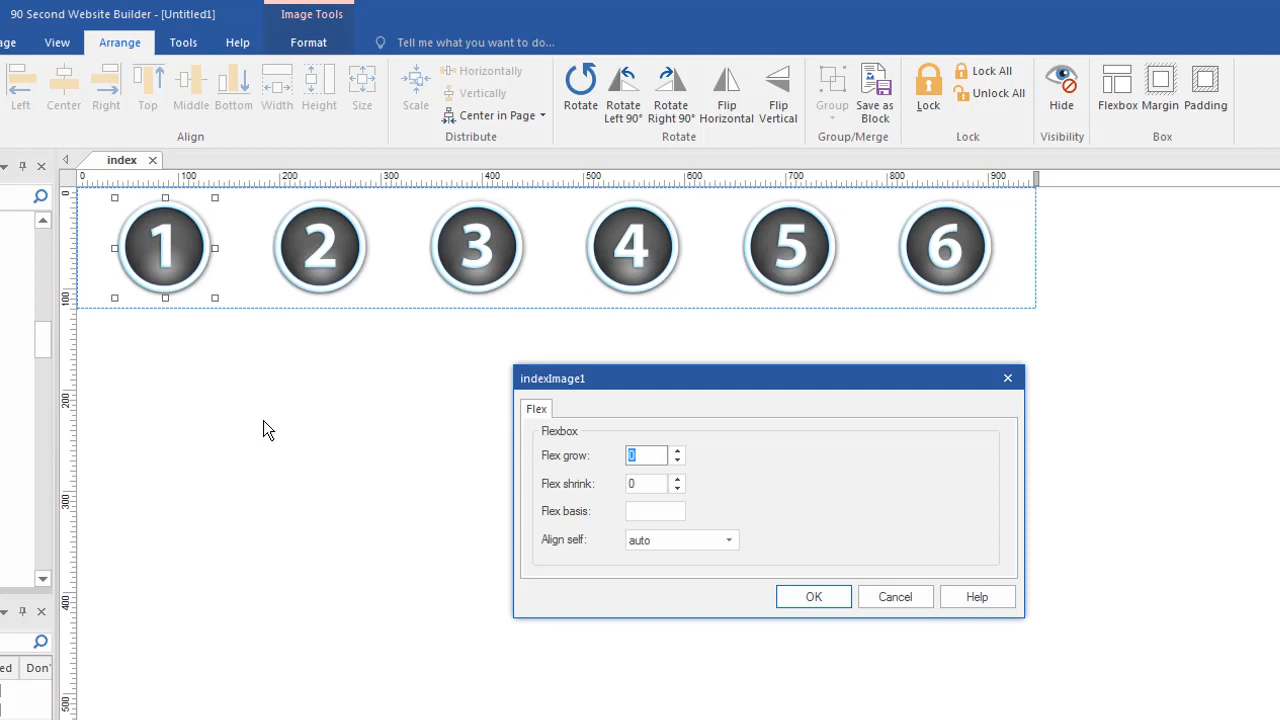 90 Second Website Builder - [Untitled1]
Image Tools
age View Arrange Tools Help Format Tell me what you want to do...
Left Center Right Top Middle Bottom Width Height Size
Align
Scale
Horizontally
Vertically
Center in Page
Distribute
Rotate
Rotate Left 90°
Rotate Right 90°
Flip Horizontal
Flip Vertical
Rotate
Group
Save as Block
Group/Merge
Lock
Lock All
Unlock All
Lock
Hide
Visibility
Flexbox Margin Padding
Box
index
0 100 200 300 400 500 600 700 800 900
0
100
200
300
400
500
1 2 3 4 5 6
indexImage1
Flex
Flexbox
Flex grow: 0
Flex shrink: 0
Flex basis:
Align self: auto
OK Cancel Help
ed Don'